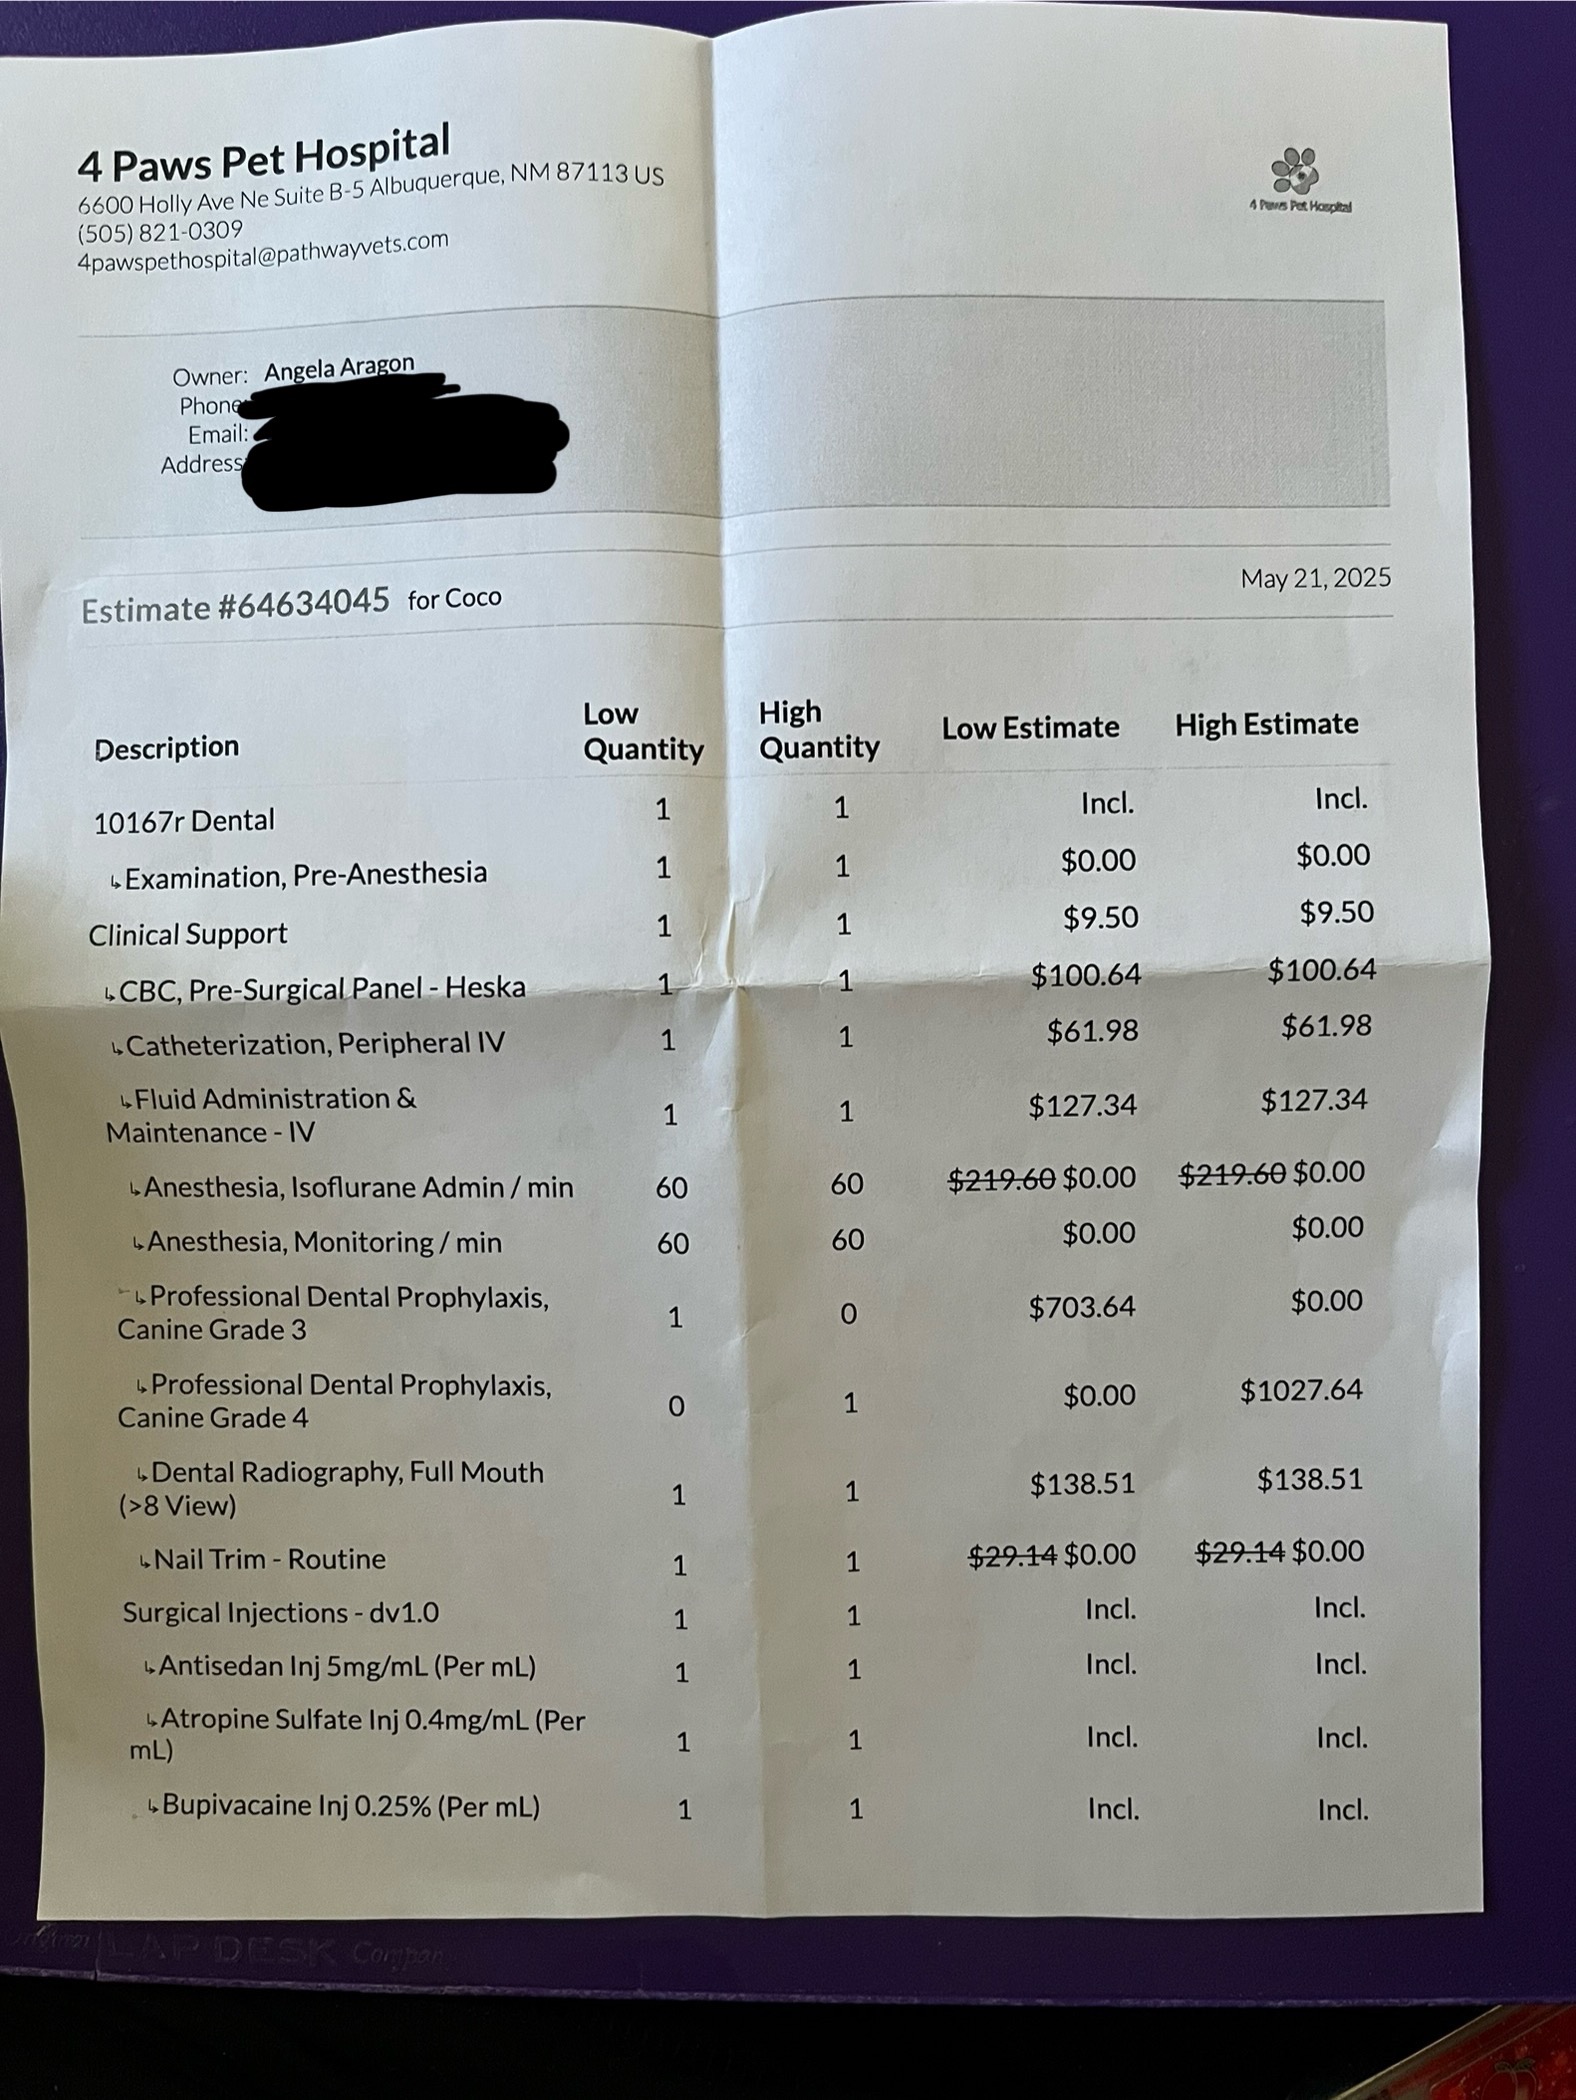 4 Paws Pet Hospital
6600 Holly Ave Ne Suite B-5 Albuquerque, NM 87113 US
(505) 821-0309
4pawspethospital@pathwayvets.com
4 Paws Pet Hospital
Owner: Angela Aragon
Phone
Email:
Address
Estimate #64634045 for Coco
May 21, 2025
Description Low Quantity High Quantity Low Estimate High Estimate
10167r Dental 1 1 Incl. Incl.
↳Examination, Pre-Anesthesia 1 1 $0.00 $0.00
Clinical Support 1 1 $9.50 $9.50
↳CBC, Pre-Surgical Panel - Heska 1 1 $100.64 $100.64
↳Catheterization, Peripheral IV 1 1 $61.98 $61.98
↳Fluid Administration &
Maintenance - IV 1 1 $127.34 $127.34
↳Anesthesia, Isoflurane Admin / min 60 60 $219.60 $0.00 $219.60 $0.00
↳Anesthesia, Monitoring / min 60 60 $0.00 $0.00
↳Professional Dental Prophylaxis,
Canine Grade 3 1 0 $703.64 $0.00
↳Professional Dental Prophylaxis,
Canine Grade 4 0 1 $0.00 $1027.64
↳Dental Radiography, Full Mouth
(>8 View) 1 1 $138.51 $138.51
↳Nail Trim - Routine 1 1 $29.14 $0.00 $29.14 $0.00
Surgical Injections - dv1.0 1 1 Incl. Incl.
↳Antisedan Inj 5mg/mL (Per mL) 1 1 Incl. Incl.
↳Atropine Sulfate Inj 0.4mg/mL (Per
mL) 1 1 Incl. Incl.
↳Bupivacaine Inj 0.25% (Per mL) 1 1 Incl. Incl.
LAP DESK